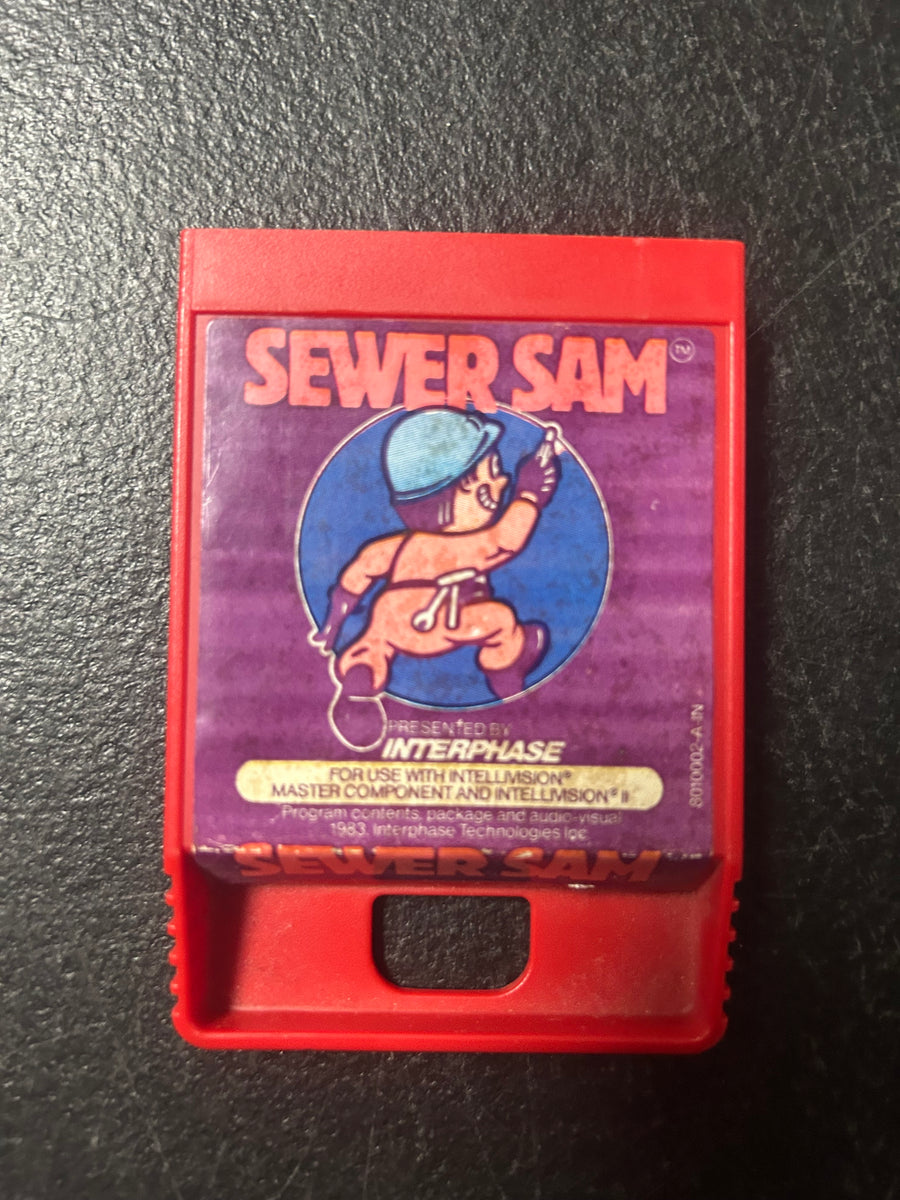 SEWER SAM™
PRESENTED BY
INTERPHASE
FOR USE WITH INTELLIVISION®
MASTER COMPONENT AND INTELLIVISION® II
Program contents, package and audio-visual
1983, Interphase Technologies Inc.
8010002-A-IN
SEWER SAM